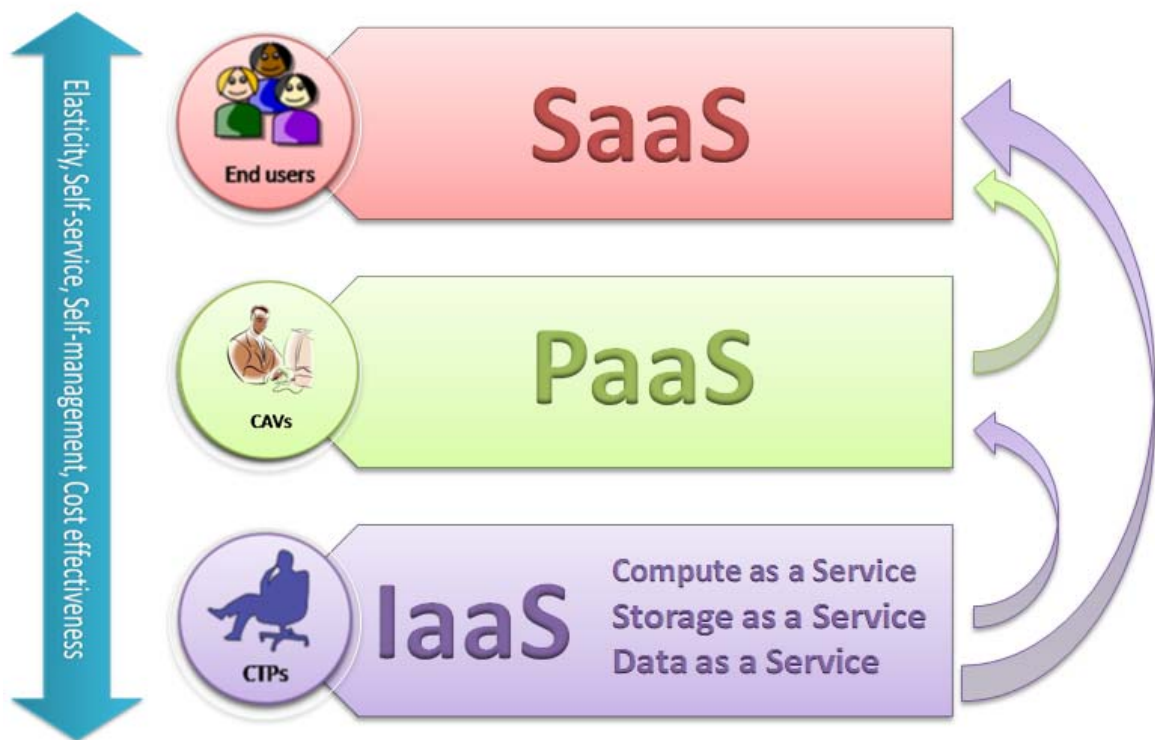 Elasticity, Self-service, Self-management, Cost effectiveness
End users
SaaS
CAVs
PaaS
CTPs
IaaS
Compute as a Service
Storage as a Service
Data as a Service